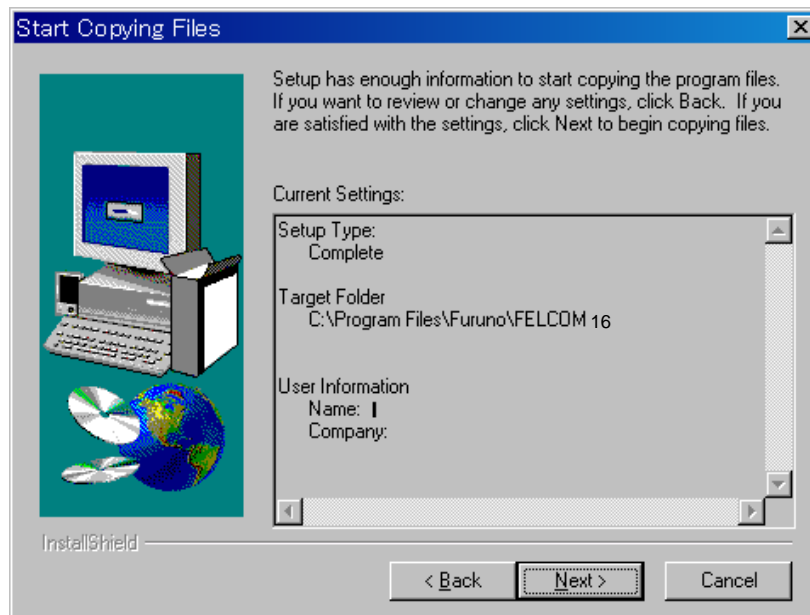 Start Copying Files
Setup has enough information to start copying the program files.
If you want to review or change any settings, click Back. If you
are satisfied with the settings, click Next to begin copying files.
Current Settings:
Setup Type:
Complete
Target Folder
C:\Program Files\Furuno\FELCOM 16
User Information
Name:
Company:
InstallShield
< Back
Next >
Cancel